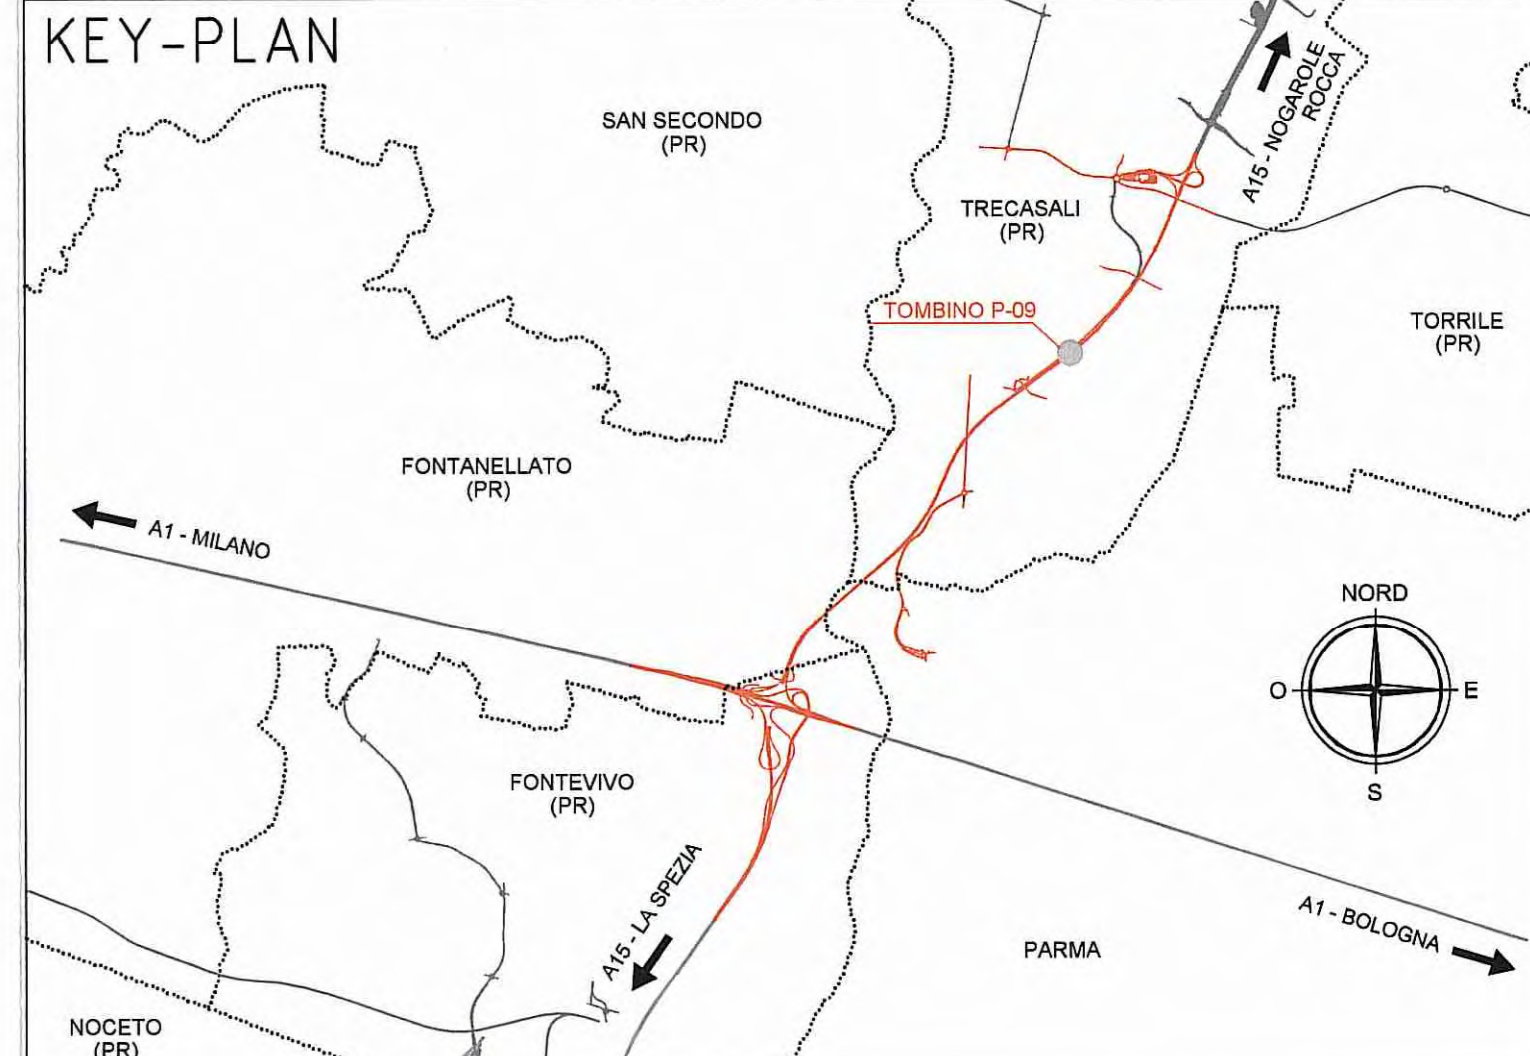 KEY-PLAN
SAN SECONDO
(PR)
A15 - NOGAROLE
ROCCA
TRECASALI
(PR)
TOMBINO P-09
TORRILE
(PR)
FONTANELLATO
(PR)
A1 - MILANO
NORD
O
E
S
FONTEVIVO
(PR)
A15 - LA SPEZIA
A1 - BOLOGNA
PARMA
NOCETO
(PR)